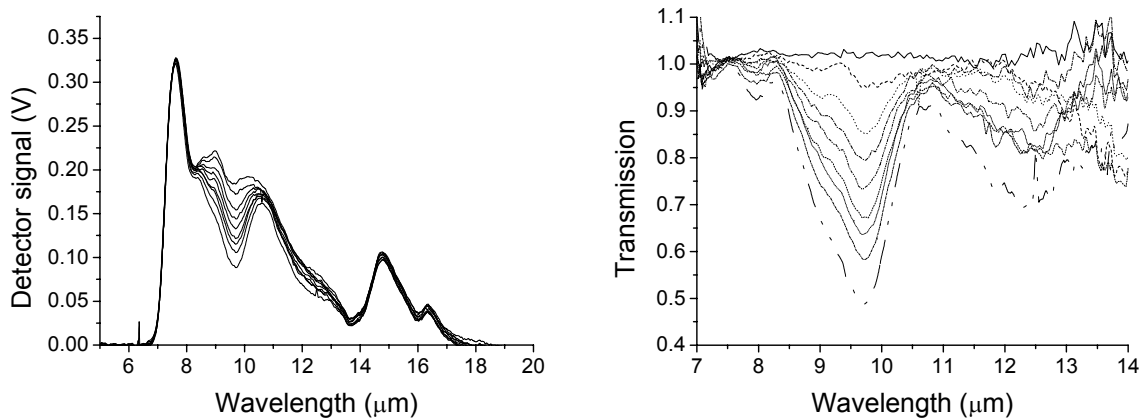 0.35
0.30
0.25
0.20
0.15
0.10
0.05
0.00
Detector signal (V)
6 8 10 12 14 16 18 20
Wavelength (μm)
1.1
1.0
0.9
0.8
0.7
0.6
0.5
0.4
Transmission
7 8 9 10 11 12 13 14
Wavelength (μm)